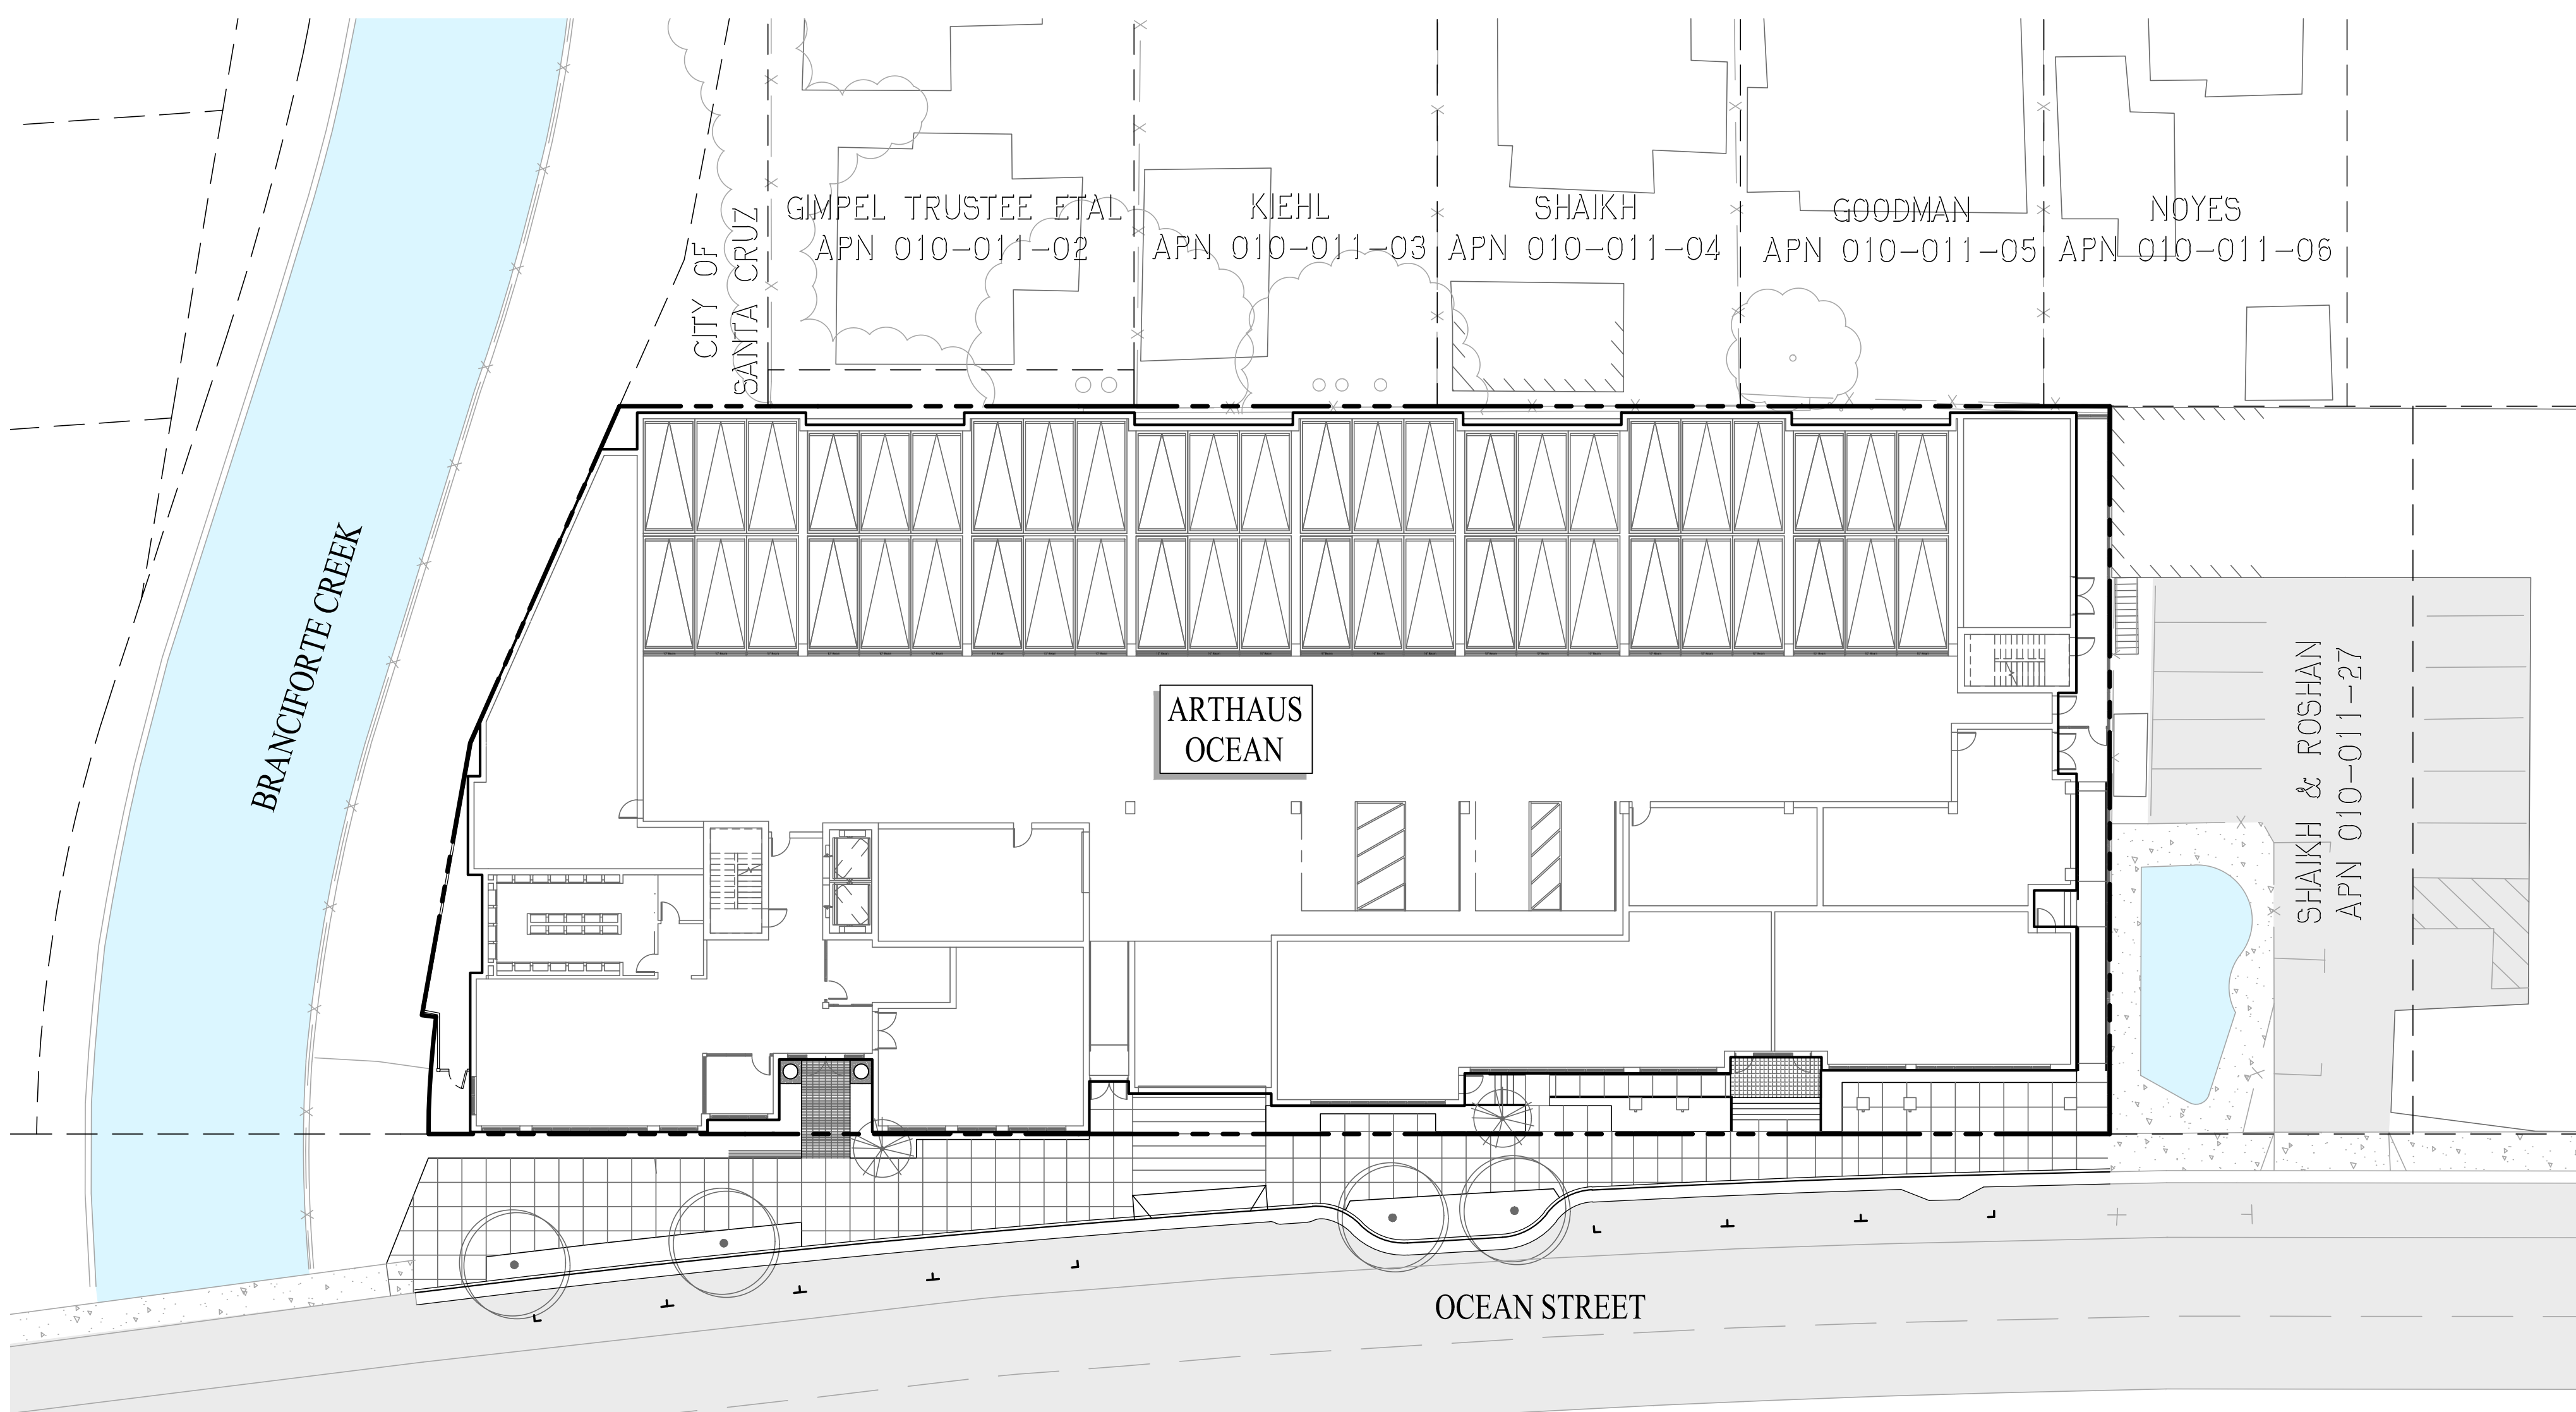 CITY OF
SANTA CRUZ
GIMPEL TRUSTEE ETAL
APN 010-011-02
KIEHL
APN 010-011-03
SHAIKH
APN 010-011-04
GOODMAN
APN 010-011-05
NOYES
APN 010-011-06
BRANCIFORTE CREEK
ARTHAUS
OCEAN
SHAIKH & ROSHAN
APN 010-011-27
OCEAN STREET